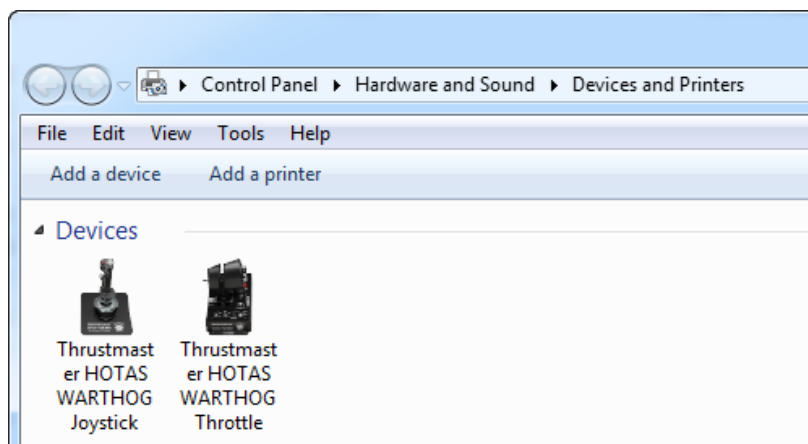 Control Panel Hardware and Sound Devices and Printers
File Edit View Tools Help
Add a device Add a printer
Devices
Thrustmast
er HOTAS
WARTHOG
Joystick
Thrustmast
er HOTAS
WARTHOG
Throttle